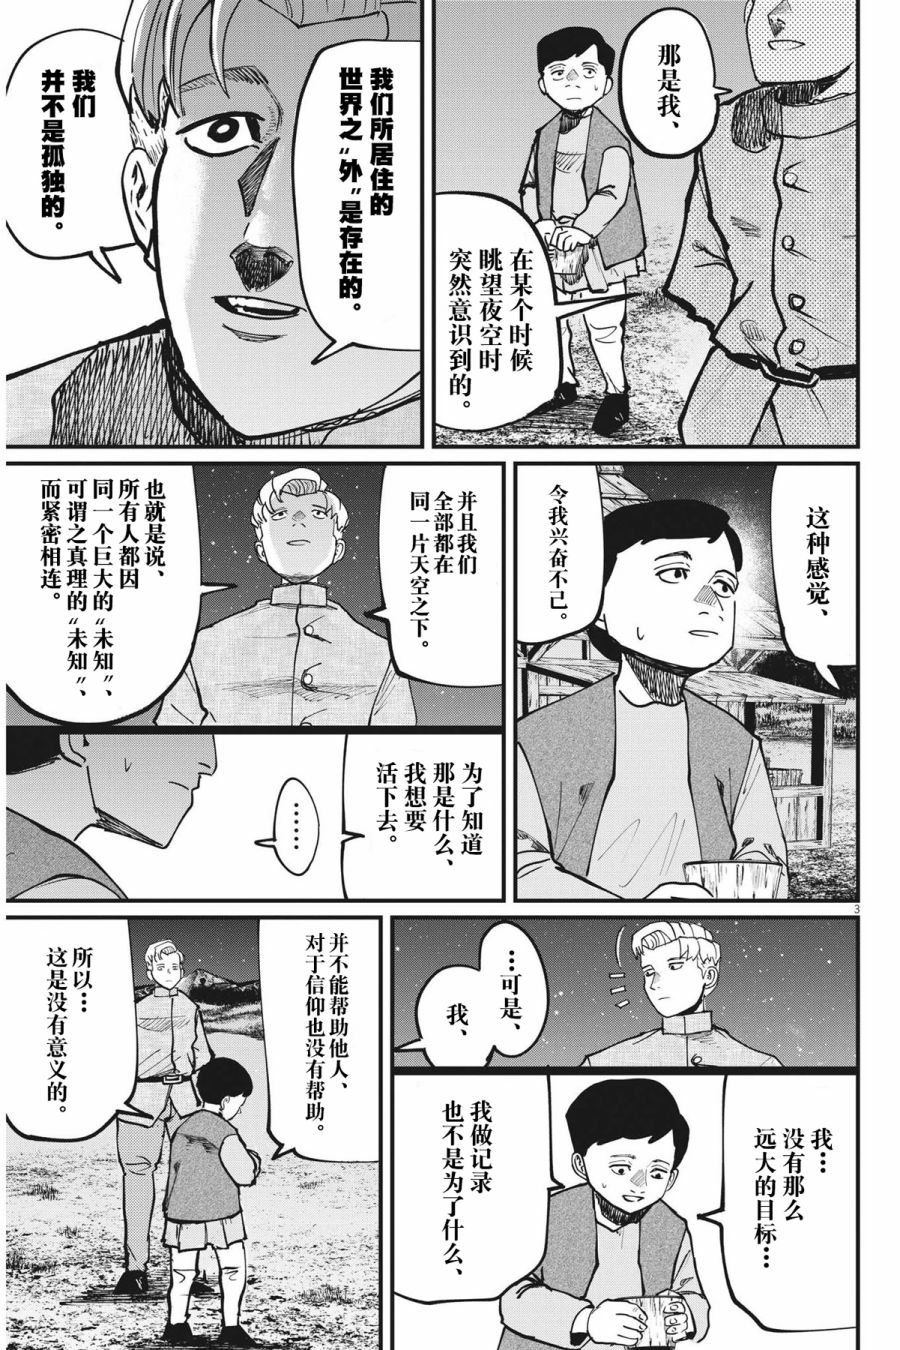 那是我、
在某个时候
眺望夜空时
突然意识到的。
我们所居住的
世界之“外”是存在的。
我们
并不是孤独的。
这种感觉、
令我兴奋不已。
并且我们
全部都在
同一片天空之下。
也就是说、
所有人都因
同一个巨大的“未知”、
可谓之真理的“未知”、
而紧密相连。
为了知道
那是什么、
我想要
活下去。
……
3
…可是、
我、
我…
没有那么
远大的目标…
我做记录
也不是为了什么、
并不能帮助他人、
对于信仰也没有帮助。
所以…
这是没有意义的。